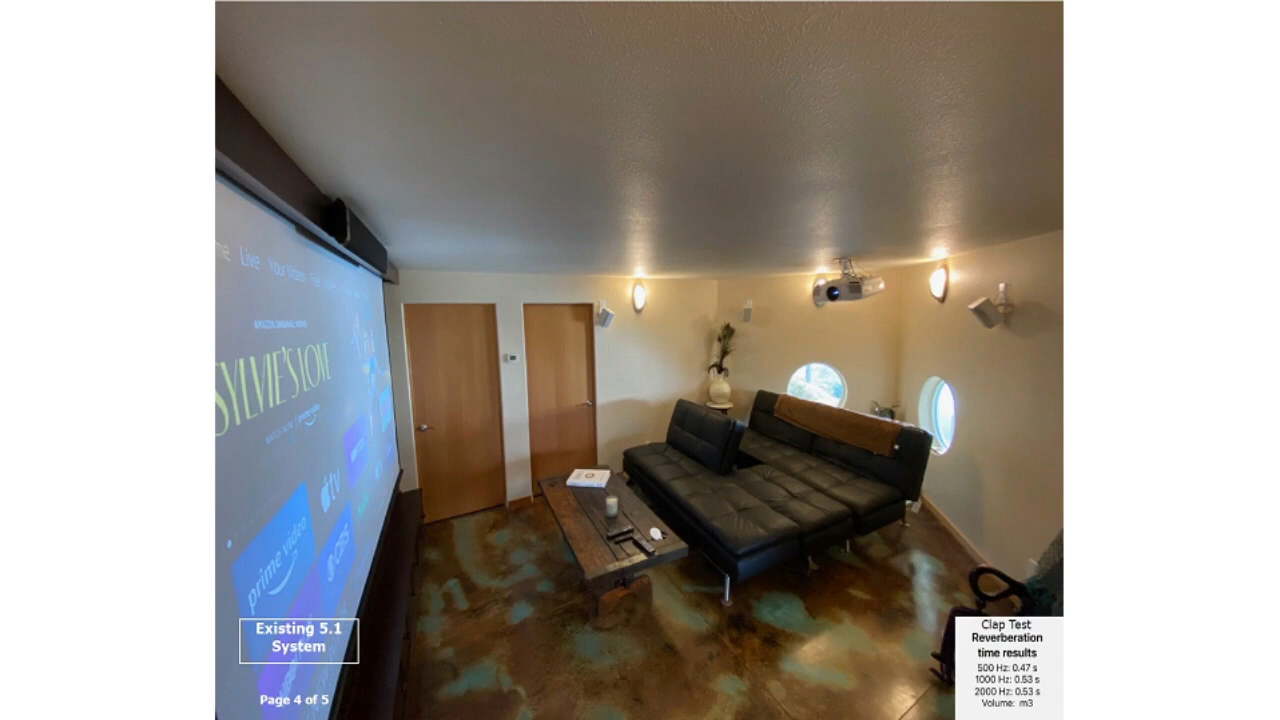 Live Your Videos
AMAZON ORIGINAL MOVIE
SYLVIE'S LOVE
prime video
tv
prime video
CBS
Existing 5.1
System
Page 4 of 5
Clap Test
Reverberation
time results
500 Hz: 0.47 s
1000 Hz: 0.53 s
2000 Hz: 0.53 s
Volume: m3